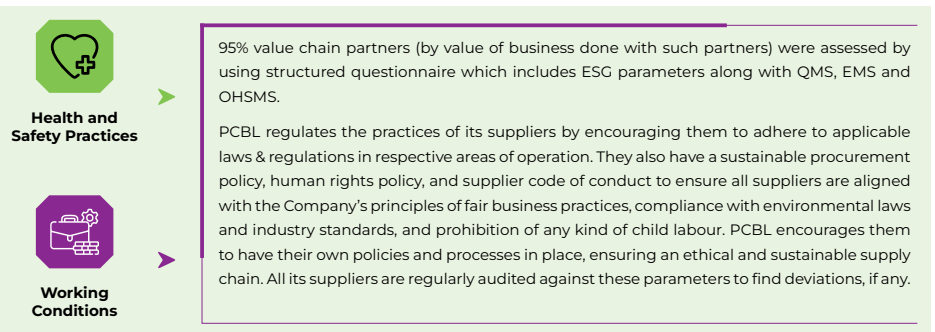 Health and
Safety Practices
Working
Conditions
95% value chain partners (by value of business done with such partners) were assessed by
using structured questionnaire which includes ESG parameters along with QMS, EMS and
OHSMS.
PCBL regulates the practices of its suppliers by encouraging them to adhere to applicable
laws & regulations in respective areas of operation. They also have a sustainable procurement
policy, human rights policy, and supplier code of conduct to ensure all suppliers are aligned
with the Company's principles of fair business practices, compliance with environmental laws
and industry standards, and prohibition of any kind of child labour. PCBL encourages them
to have their own policies and processes in place, ensuring an ethical and sustainable supply
chain. All its suppliers are regularly audited against these parameters to find deviations, if any.